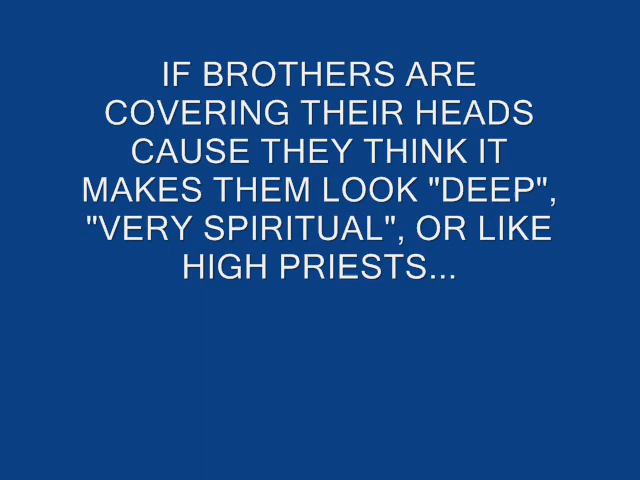 IF BROTHERS ARE
COVERING THEIR HEADS
CAUSE THEY THINK IT
MAKES THEM LOOK "DEEP",
"VERY SPIRITUAL", OR LIKE
HIGH PRIESTS...